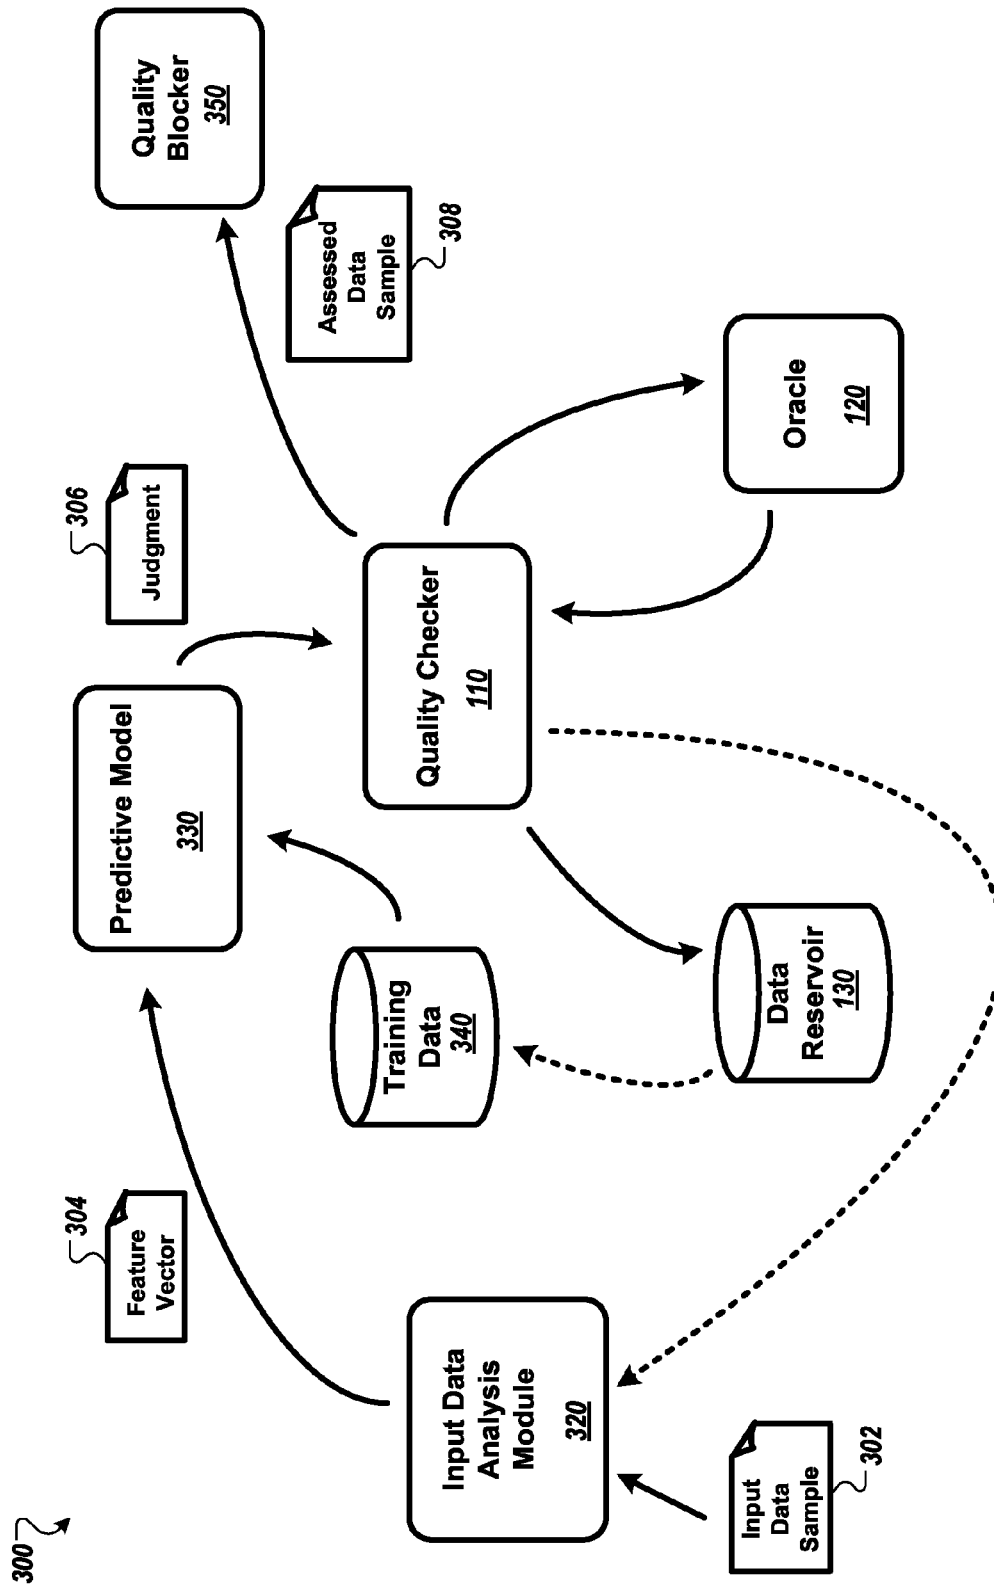 300
304
Feature
Vector
Predictive Model
330
306
Judgment
Quality
Blocker
350
Input Data
Analysis
Module
320
Training
Data
340
Quality Checker
110
Assessed
Data
Sample
308
Input
Data
Sample
302
Data
Reservoir
130
Oracle
120